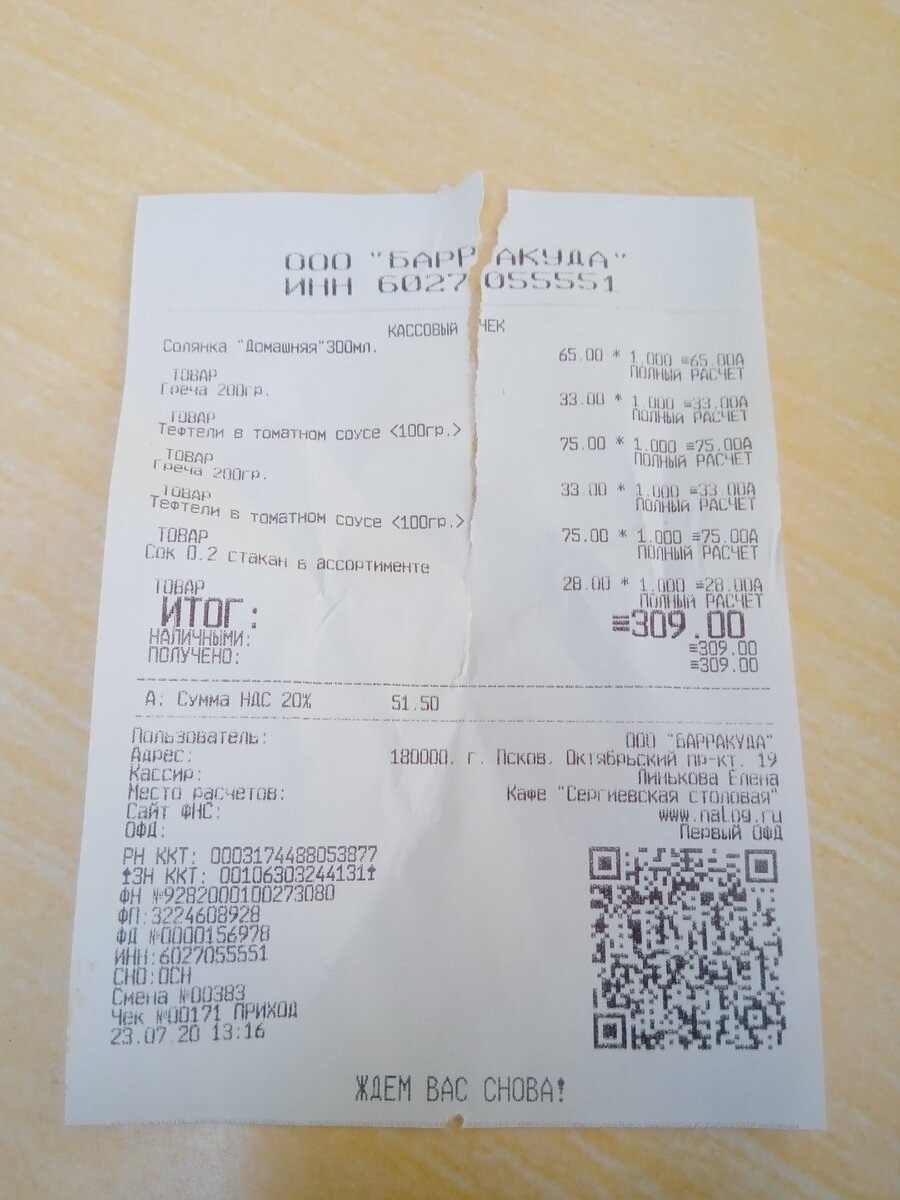 ООО "БАРРАКУДА"
ИНН 6027055551
КАССОВЫЙ ЧЕК
Солянка "Домашняя"300мл.
65.00 * 1.000 ≡65.00А
ТОВАР ПОЛНЫЙ РАСЧЕТ
Греча 200гр.
33.00 * 1.000 ≡33.00А
ТОВАР ПОЛНЫЙ РАСЧЕТ
Тефтели в томатном соусе <100гр.>
75.00 * 1.000 ≡75.00А
ТОВАР ПОЛНЫЙ РАСЧЕТ
Греча 200гр.
33.00 * 1.000 ≡33.00А
ТОВАР ПОЛНЫЙ РАСЧЕТ
Тефтели в томатном соусе <100гр.>
75.00 * 1.000 ≡75.00А
ТОВАР ПОЛНЫЙ РАСЧЕТ
Сок 0.2 стакан в ассортименте
28.00 * 1.000 ≡28.00А
ТОВАР ПОЛНЫЙ РАСЧЕТ
ИТОГ: ≡309.00
НАЛИЧНЫМИ: ≡309.00
ПОЛУЧЕНО: ≡309.00
А: Сумма НДС 20% 51.50
Пользователь: ООО "БАРРАКУДА"
Адрес: 180000, г. Псков, Октябрьский пр-кт, 19
Кассир: Линькова Елена
Место расчетов: Кафе "Сергиевская столовая"
Сайт ФНС: www.nalog.ru
ОФД: Первый ОФД
РН ККТ: 0003174488053877
ЗН ККТ: 00106303244131
ФН №9282000100273080
ФП:3224608928
ФД №0000156978
ИНН:6027055551
СНО:ОСН
Смена №00383
Чек №00171 ПРИХОД
23.07.20 13:16
ЖДЕМ ВАС СНОВА!